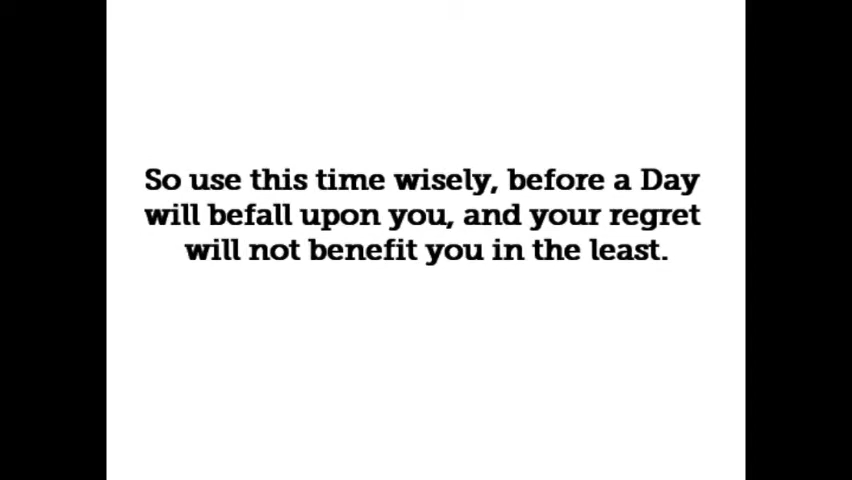 So use this time wisely, before a Day
will befall upon you, and your regret
will not benefit you in the least.